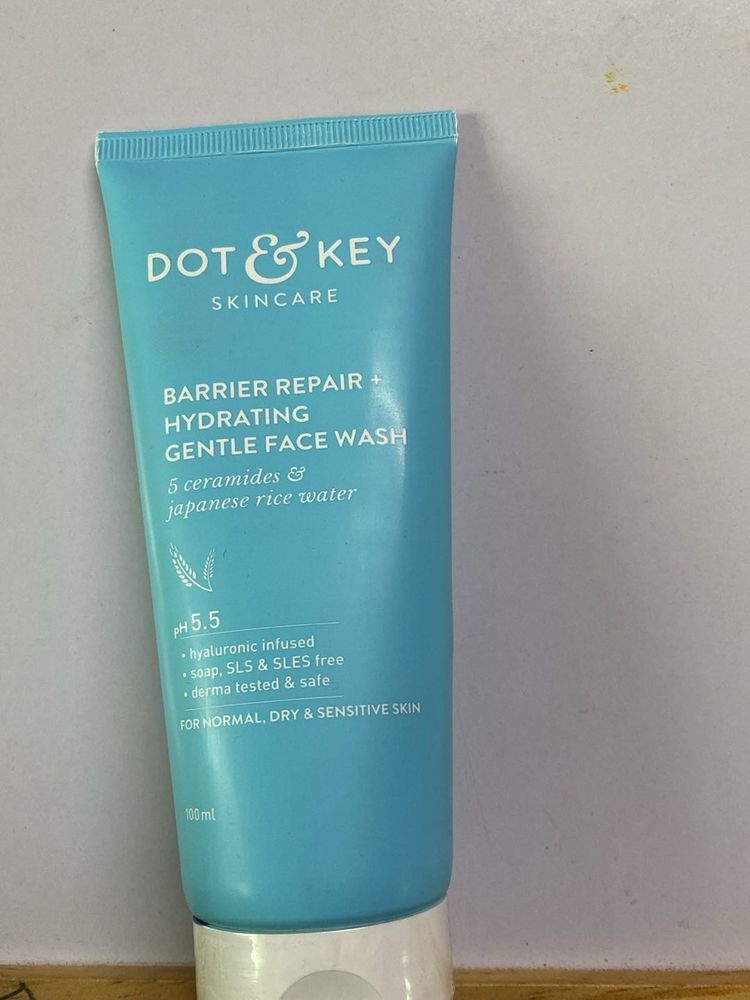 DOT & KEY
SKINCARE
BARRIER REPAIR +
HYDRATING
GENTLE FACE WASH
5 ceramides &
japanese rice water
pH 5.5
• hyaluronic infused
• soap, SLS & SLES free
• derma tested & safe
FOR NORMAL, DRY & SENSITIVE SKIN
100ml